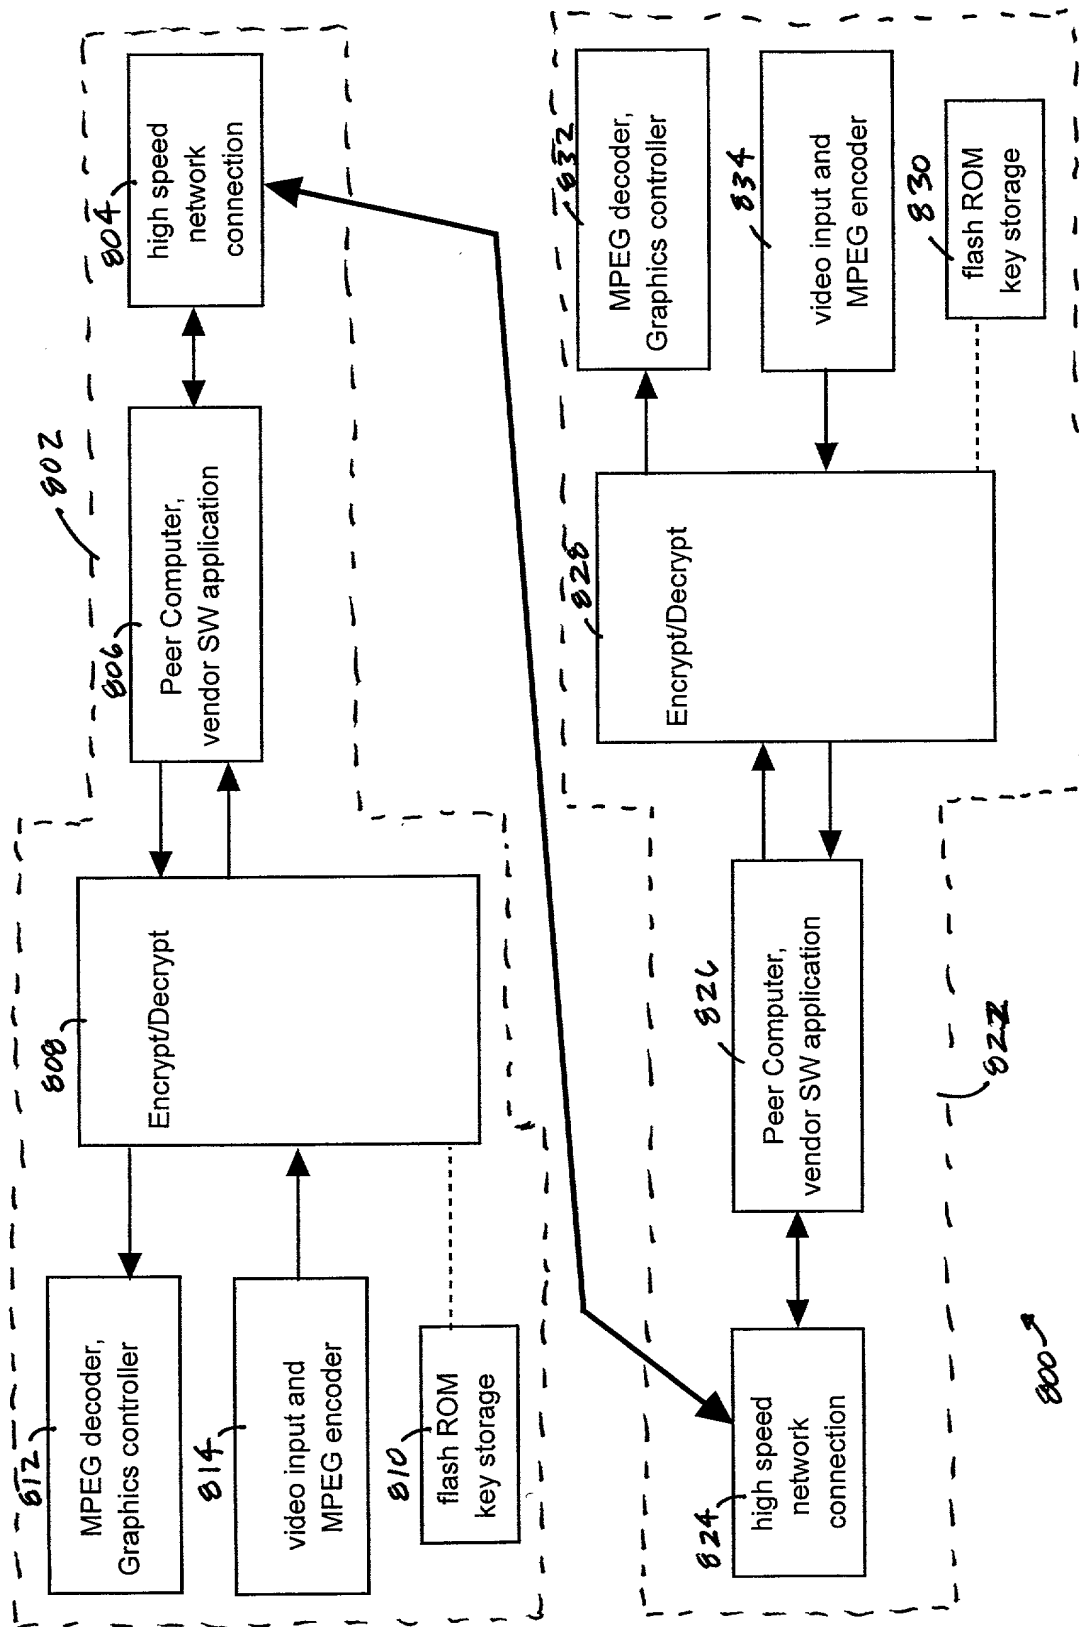 812
MPEG decoder,
Graphics controller
814
video input and
MPEG encoder
810
flash ROM
key storage
808
Encrypt/Decrypt
806
Peer Computer,
vendor SW application
802
804
high speed
network
connection
824
high speed
network
connection
826
Peer Computer,
vendor SW application
822
828
Encrypt/Decrypt
832
MPEG decoder,
Graphics controller
834
video input and
MPEG encoder
830
flash ROM
key storage
800